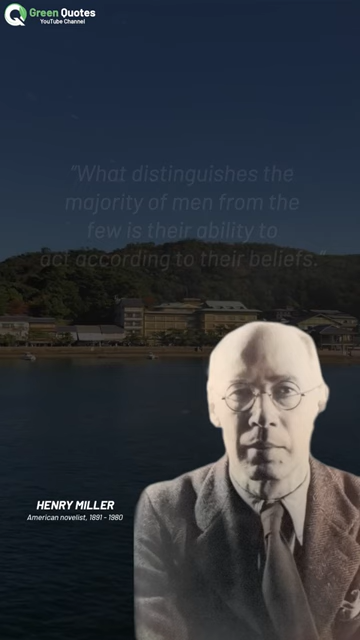 Green Quotes
YouTube Channel
"What distinguishes the
majority of men from the
few is their ability to
act according to their beliefs.
HENRY MILLER
American novelist, 1891 - 1980